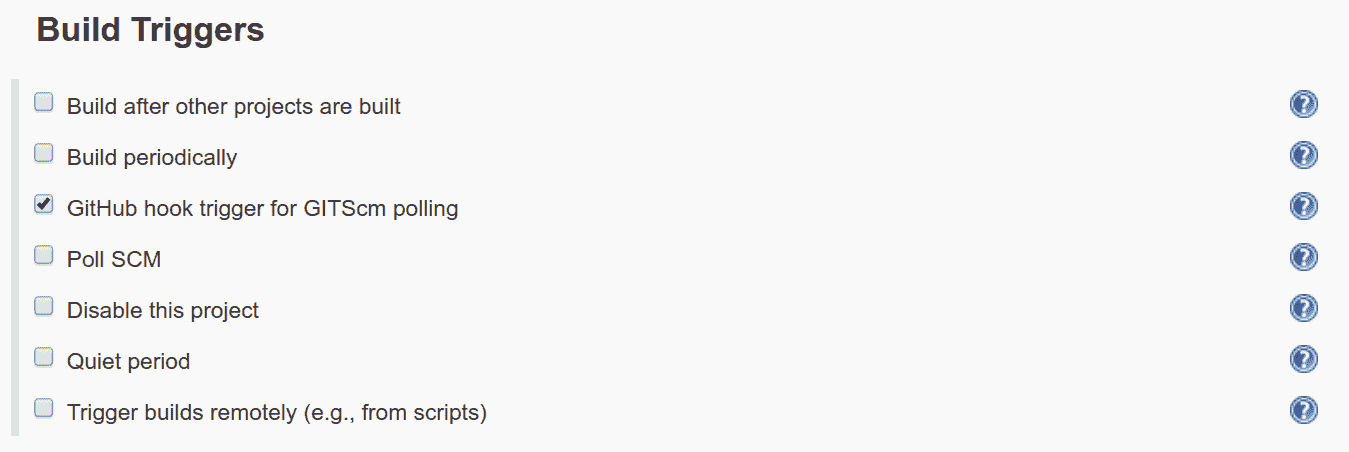 Build Triggers
Build after other projects are built
Build periodically
GitHub hook trigger for GITScm polling
Poll SCM
Disable this project
Quiet period
Trigger builds remotely (e.g., from scripts)